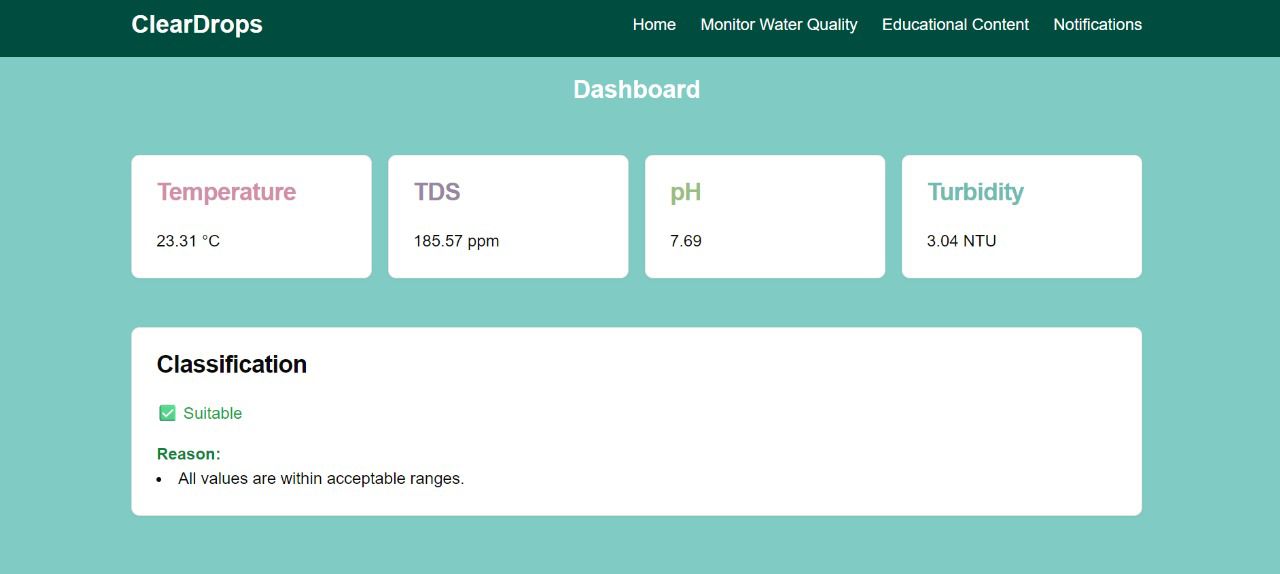 ClearDrops
Home Monitor Water Quality Educational Content Notifications
Dashboard
Temperature
23.31 °C
TDS
185.57 ppm
pH
7.69
Turbidity
3.04 NTU
Classification
✅ Suitable
Reason:
• All values are within acceptable ranges.